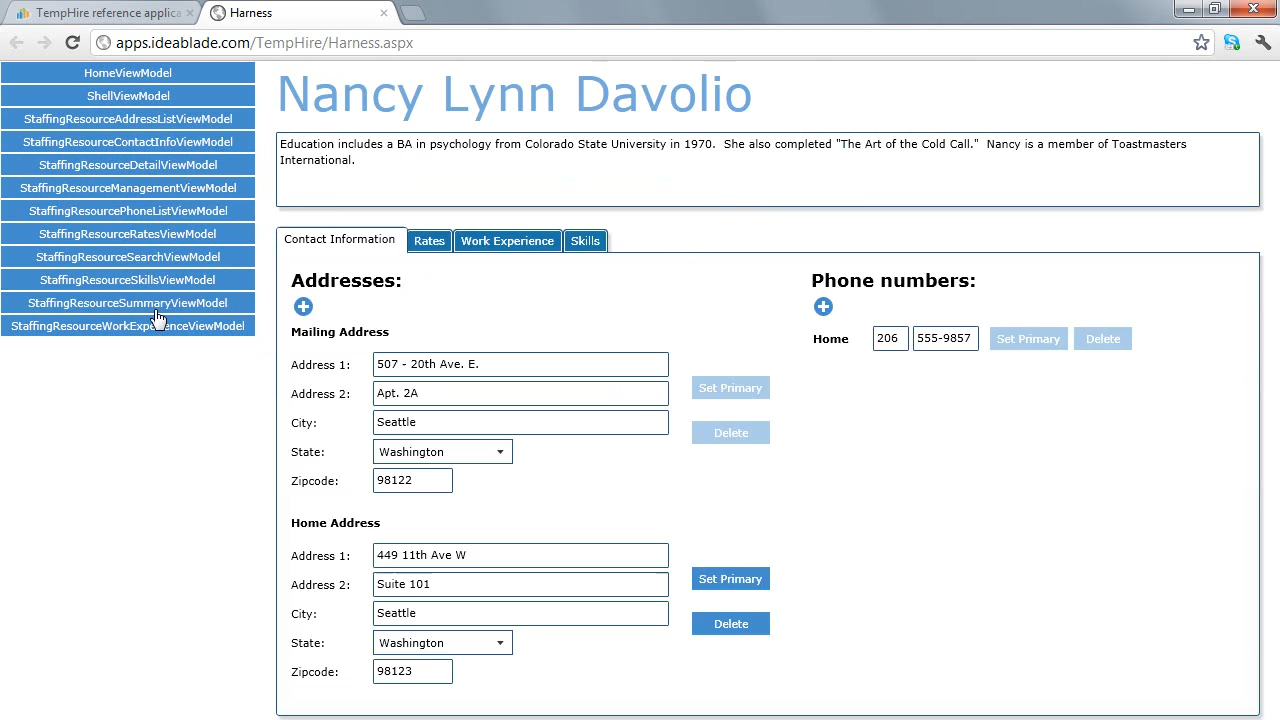 TempHire reference applica
Harness
apps.ideablade.com/TempHire/Harness.aspx
HomeViewModel
ShellViewModel
StaffingResourceAddressListViewModel
StaffingResourceContactInfoViewModel
StaffingResourceDetailViewModel
StaffingResourceManagementViewModel
StaffingResourcePhoneListViewModel
StaffingResourceRatesViewModel
StaffingResourceSearchViewModel
StaffingResourceSkillsViewModel
StaffingResourceSummaryViewModel
StaffingResourceWorkExperienceViewModel
Nancy Lynn Davolio
Education includes a BA in psychology from Colorado State University in 1970. She also completed "The Art of the Cold Call." Nancy is a member of Toastmasters
International.
Contact Information Rates Work Experience Skills
Addresses:
Mailing Address
Address 1: 507 - 20th Ave. E.
Address 2: Apt. 2A
Set Primary
City: Seattle
Delete
State: Washington
Zipcode: 98122
Home Address
Address 1: 449 11th Ave W
Address 2: Suite 101
Set Primary
City: Seattle
Delete
State: Washington
Zipcode: 98123
Phone numbers:
Home 206 555-9857 Set Primary Delete